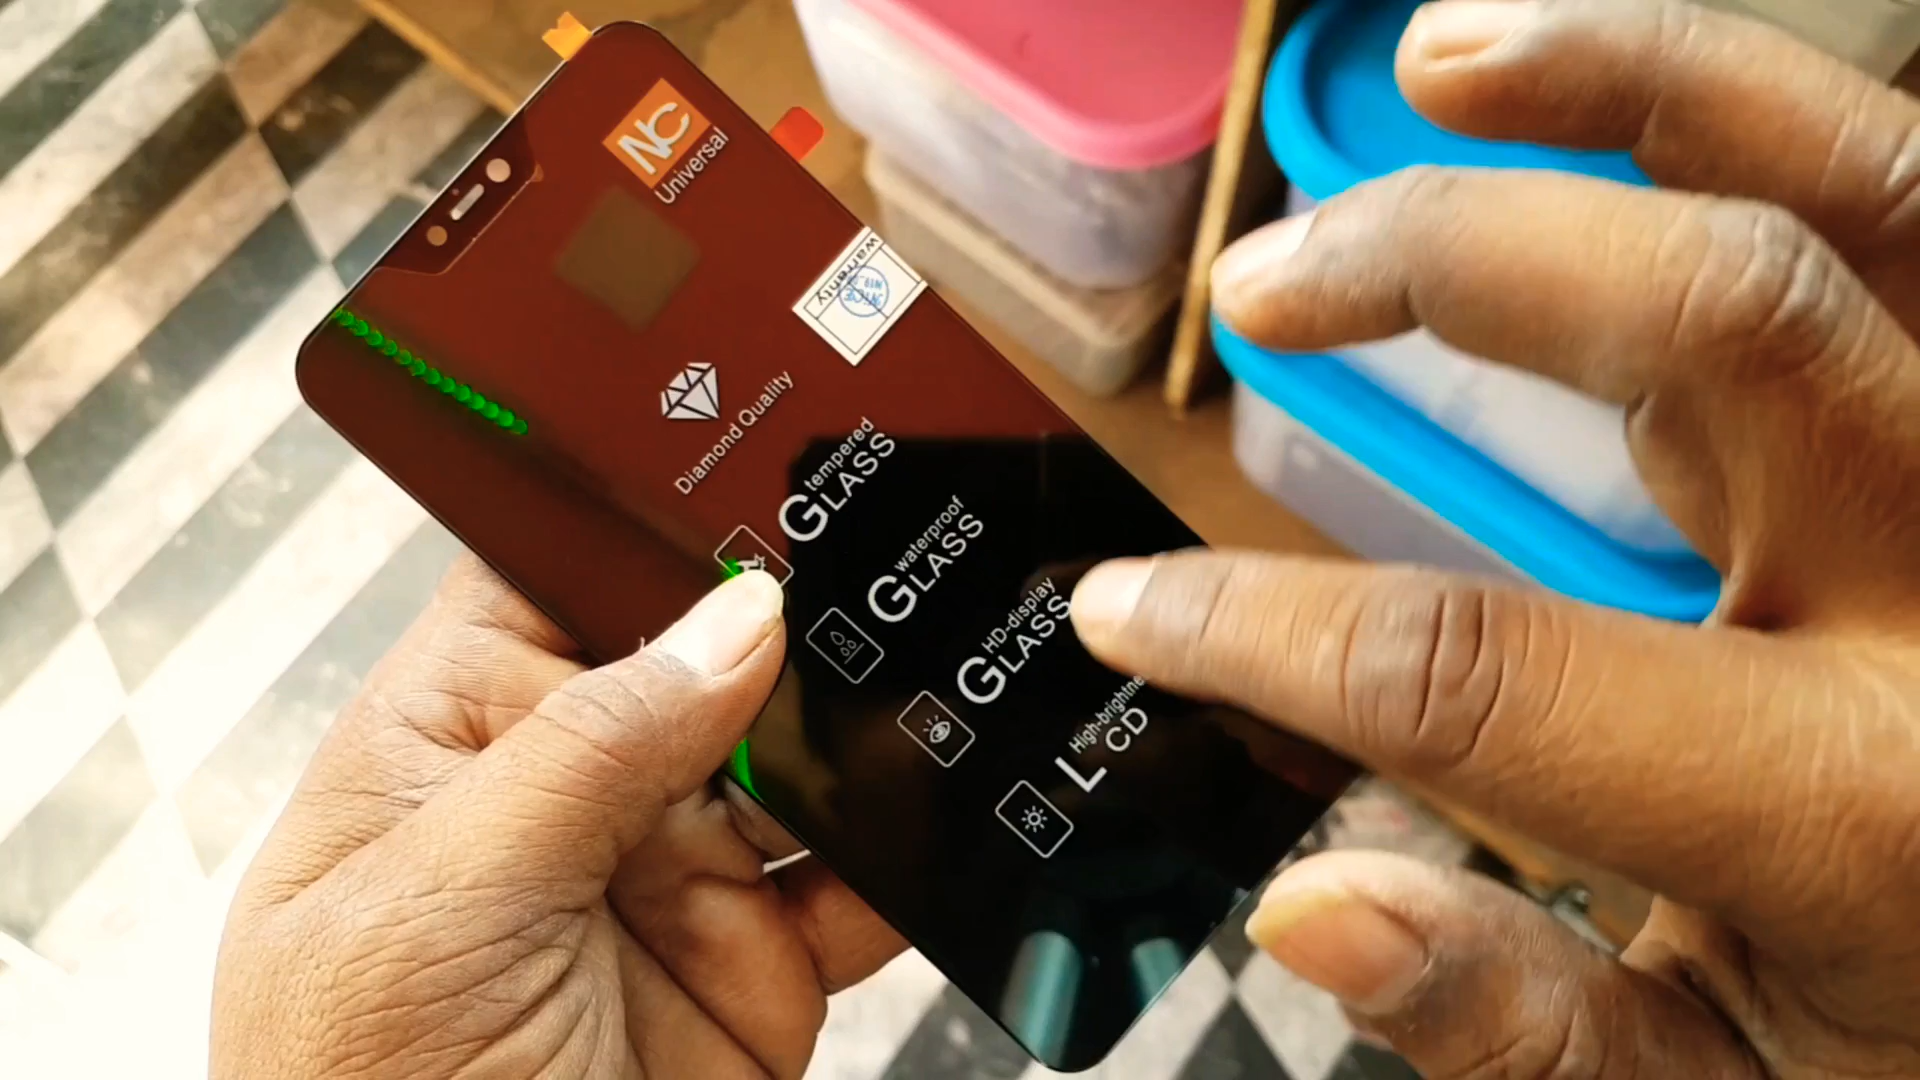 NC
Universal
warranty
Diamond Quality
tempered
GLASS
waterproof
GLASS
HD-display
GLASS
High-brightne
LCD